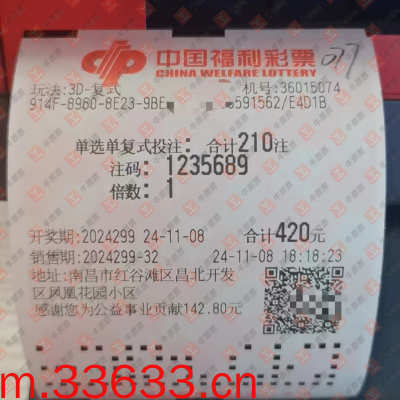 中国福利彩票
CHINA WELFARE LOTTERY
玩法:3D-复式 机号:36015074
914F-8960-8E23-9BE 591562/E4D1B
单选单复式投注: 合计210注
注码: 1235689
倍数: 1
开奖期:2024299 24-11-08 合计420元
销售期:2024299-32 24-11-08 18:18:23
地址:南昌市红谷滩区昌北开发
区凤凰花园小区
感谢您为公益事业贡献142.80元
m.33633.cn